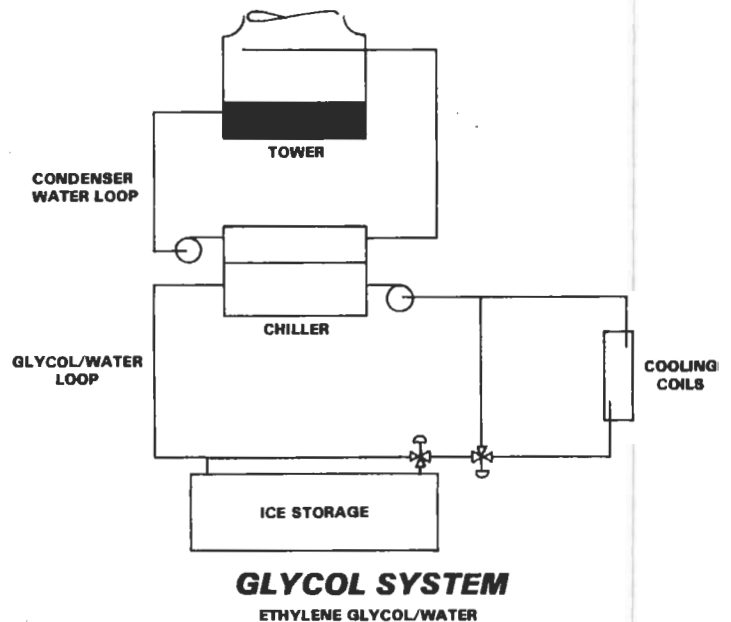 TOWER
CONDENSER
WATER LOOP
CHILLER
GLYCOL/WATER
LOOP
COOLING
COILS
ICE STORAGE
GLYCOL SYSTEM
ETHYLENE GLYCOL/WATER